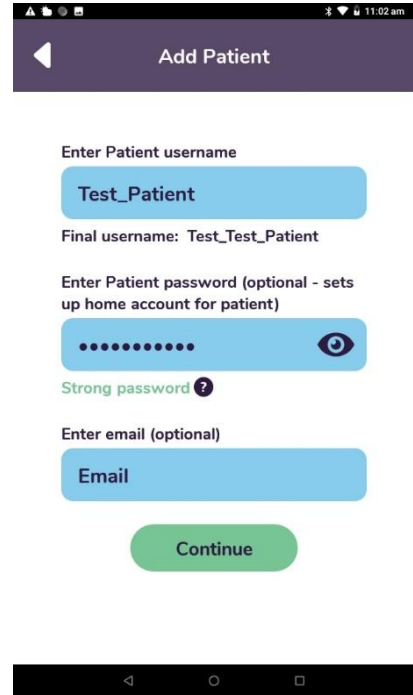 11:02 am
Add Patient
Enter Patient username
Test_Patient
Final username: Test_Test_Patient
Enter Patient password (optional - sets
up home account for patient)
•••••••••••
Strong password ?
Enter email (optional)
Email
Continue